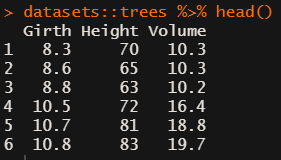 > datasets::trees %>% head()
  Girth Height Volume
1   8.3     70   10.3
2   8.6     65   10.3
3   8.8     63   10.2
4  10.5     72   16.4
5  10.7     81   18.8
6  10.8     83   19.7